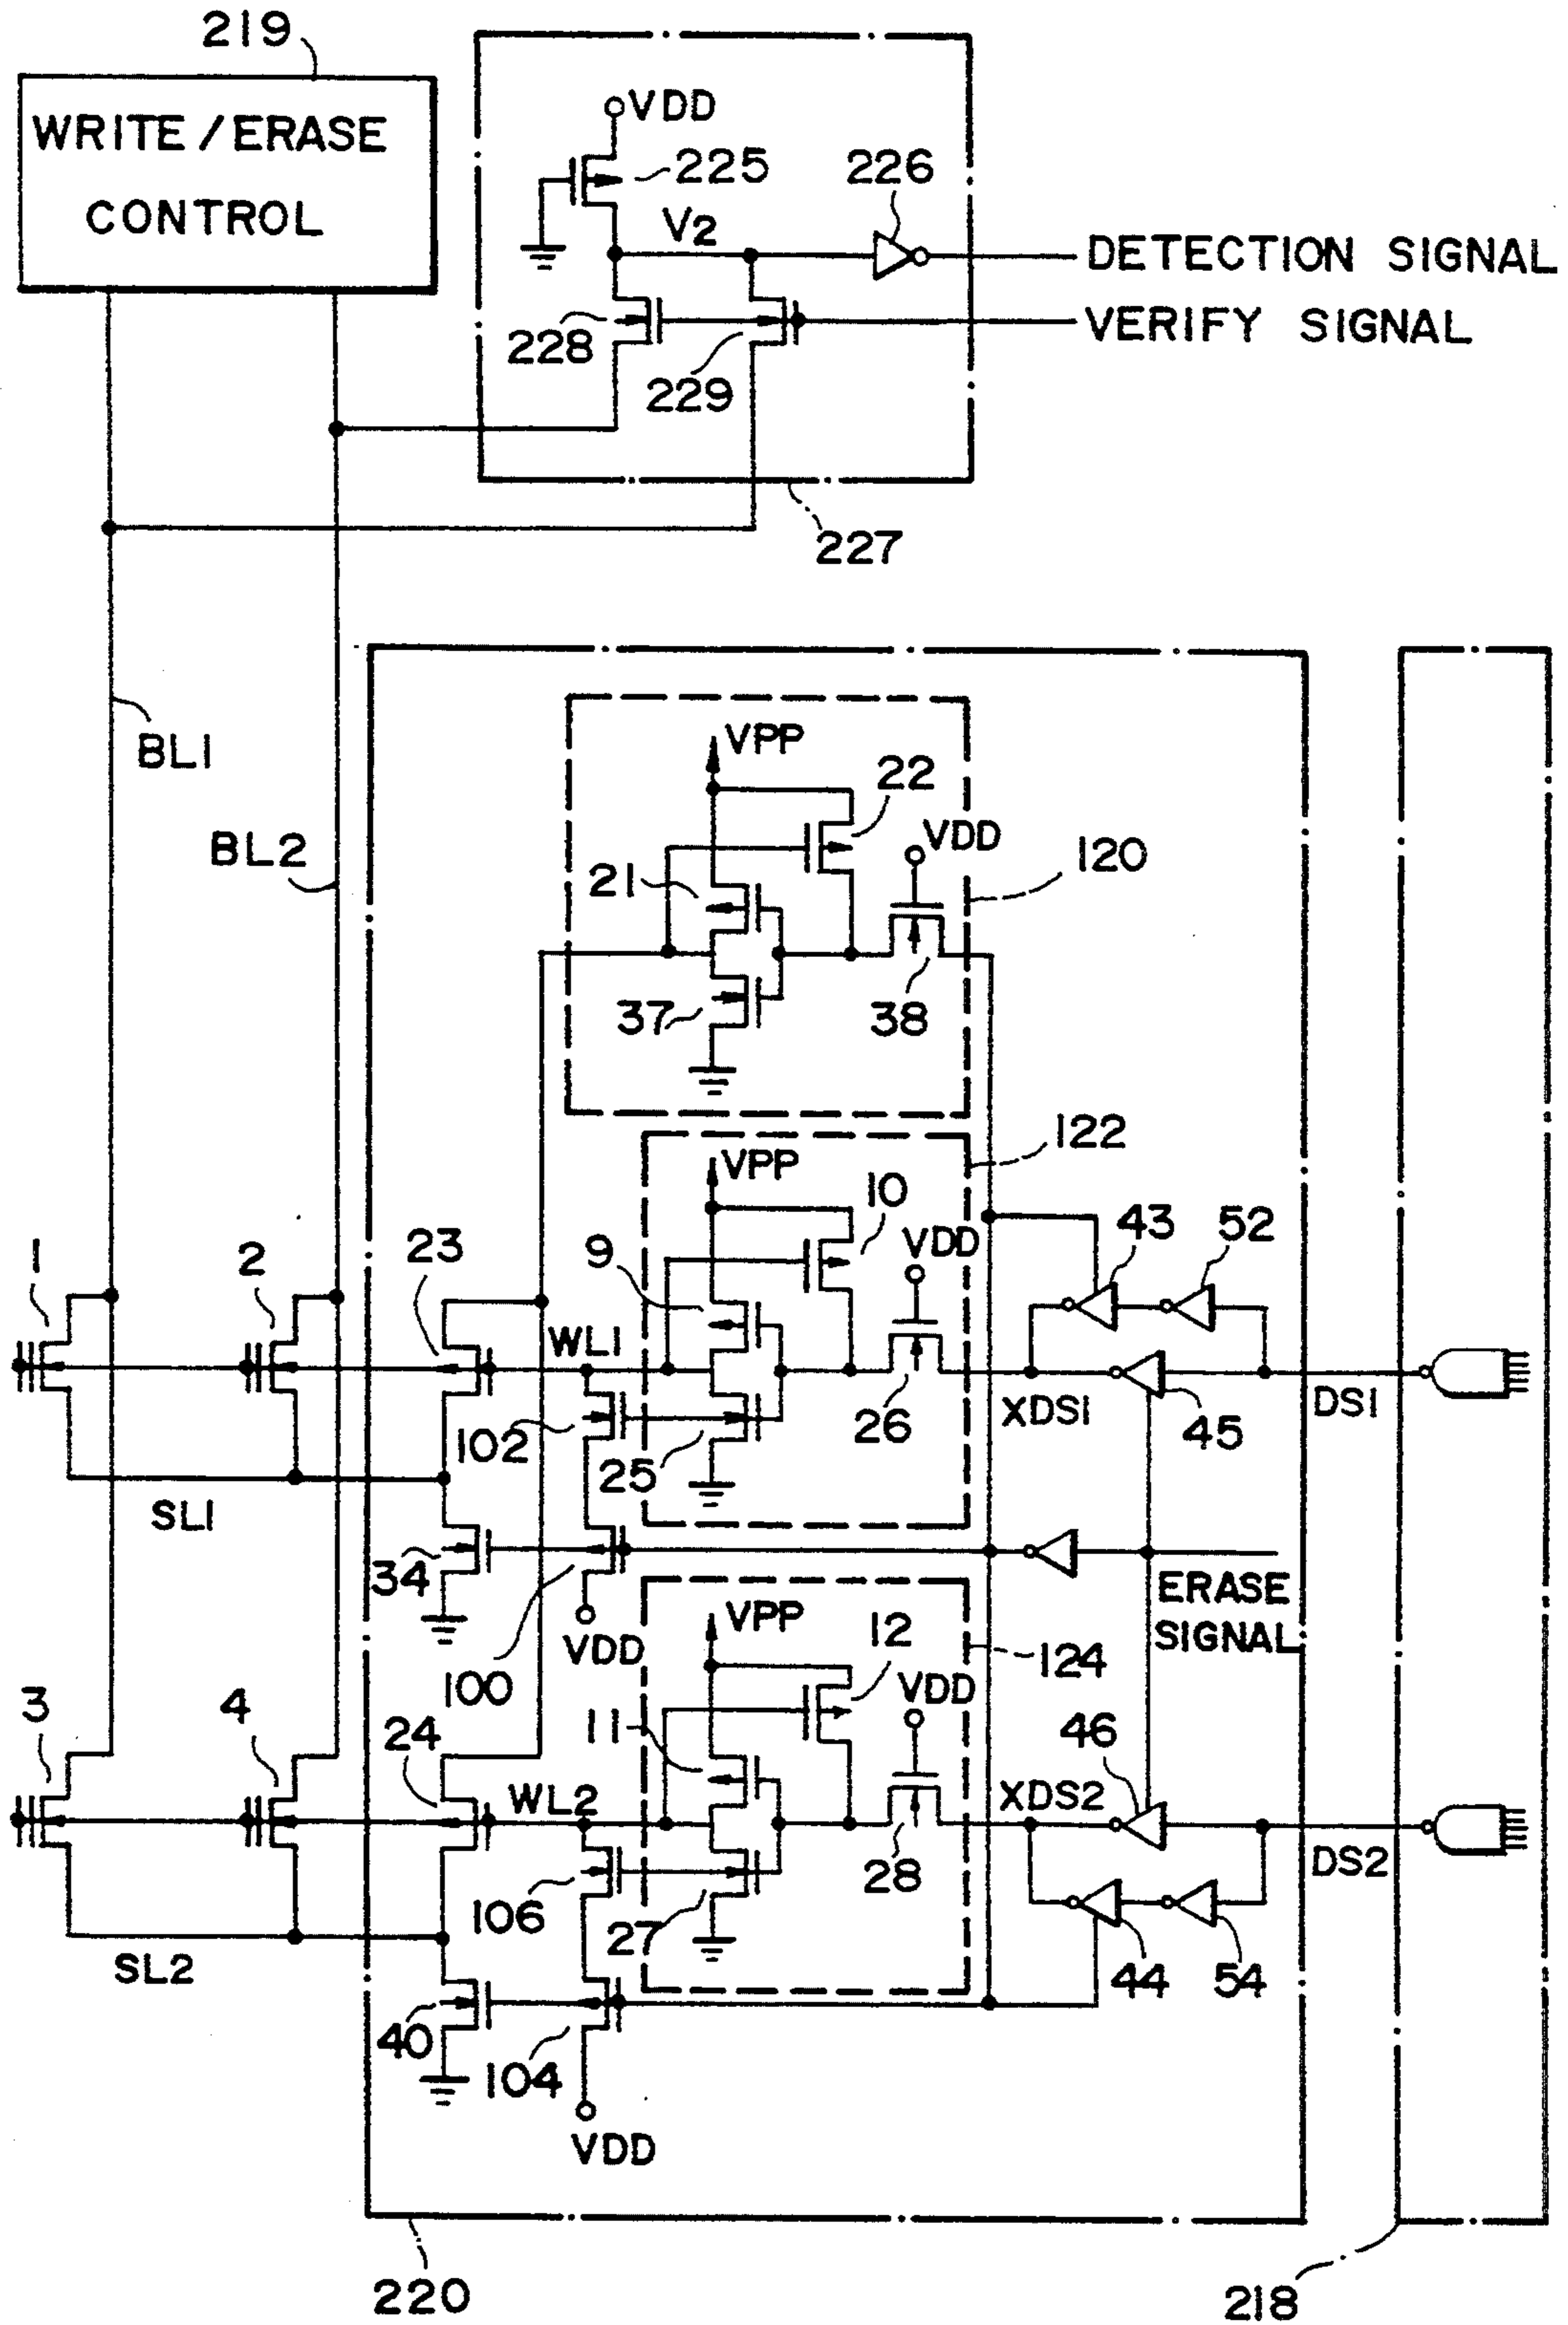 219
WRITE / ERASE
CONTROL
VDD
225
226
V2
DETECTION SIGNAL
VERIFY SIGNAL
228
229
227
BL1
BL2
VPP
22
VDD
120
21
37
38
122
VPP
10
VDD
43
52
1
2
23
9
WL1
26
XDS1
45
DS1
102
25
SL1
34
100
VDD
ERASE
SIGNAL
VPP
12
VDD
124
3
4
24
11
WL2
XDS2
46
28
DS2
106
27
44
54
SL2
40
104
VDD
220
218